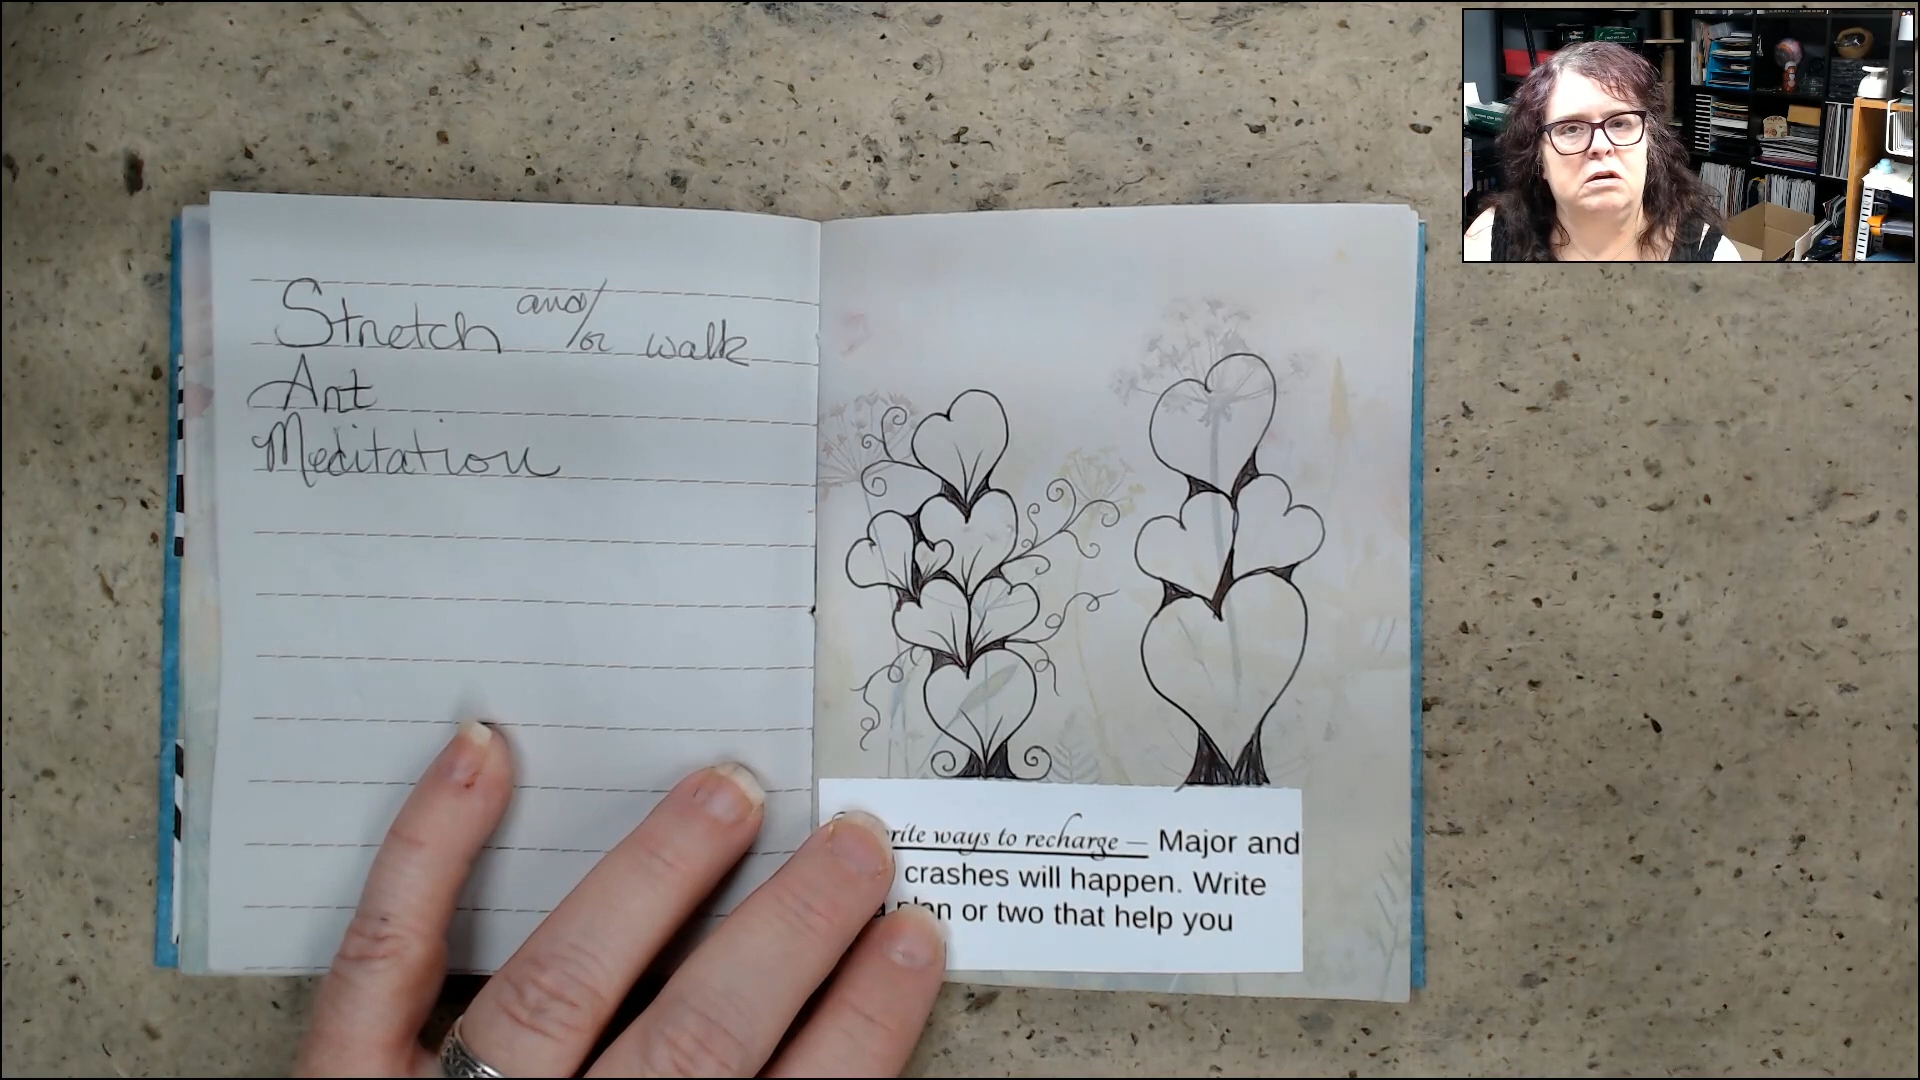 Stretch and/or walk
Art
Meditation
ways to recharge — Major and
crashes will happen. Write
plan or two that help you